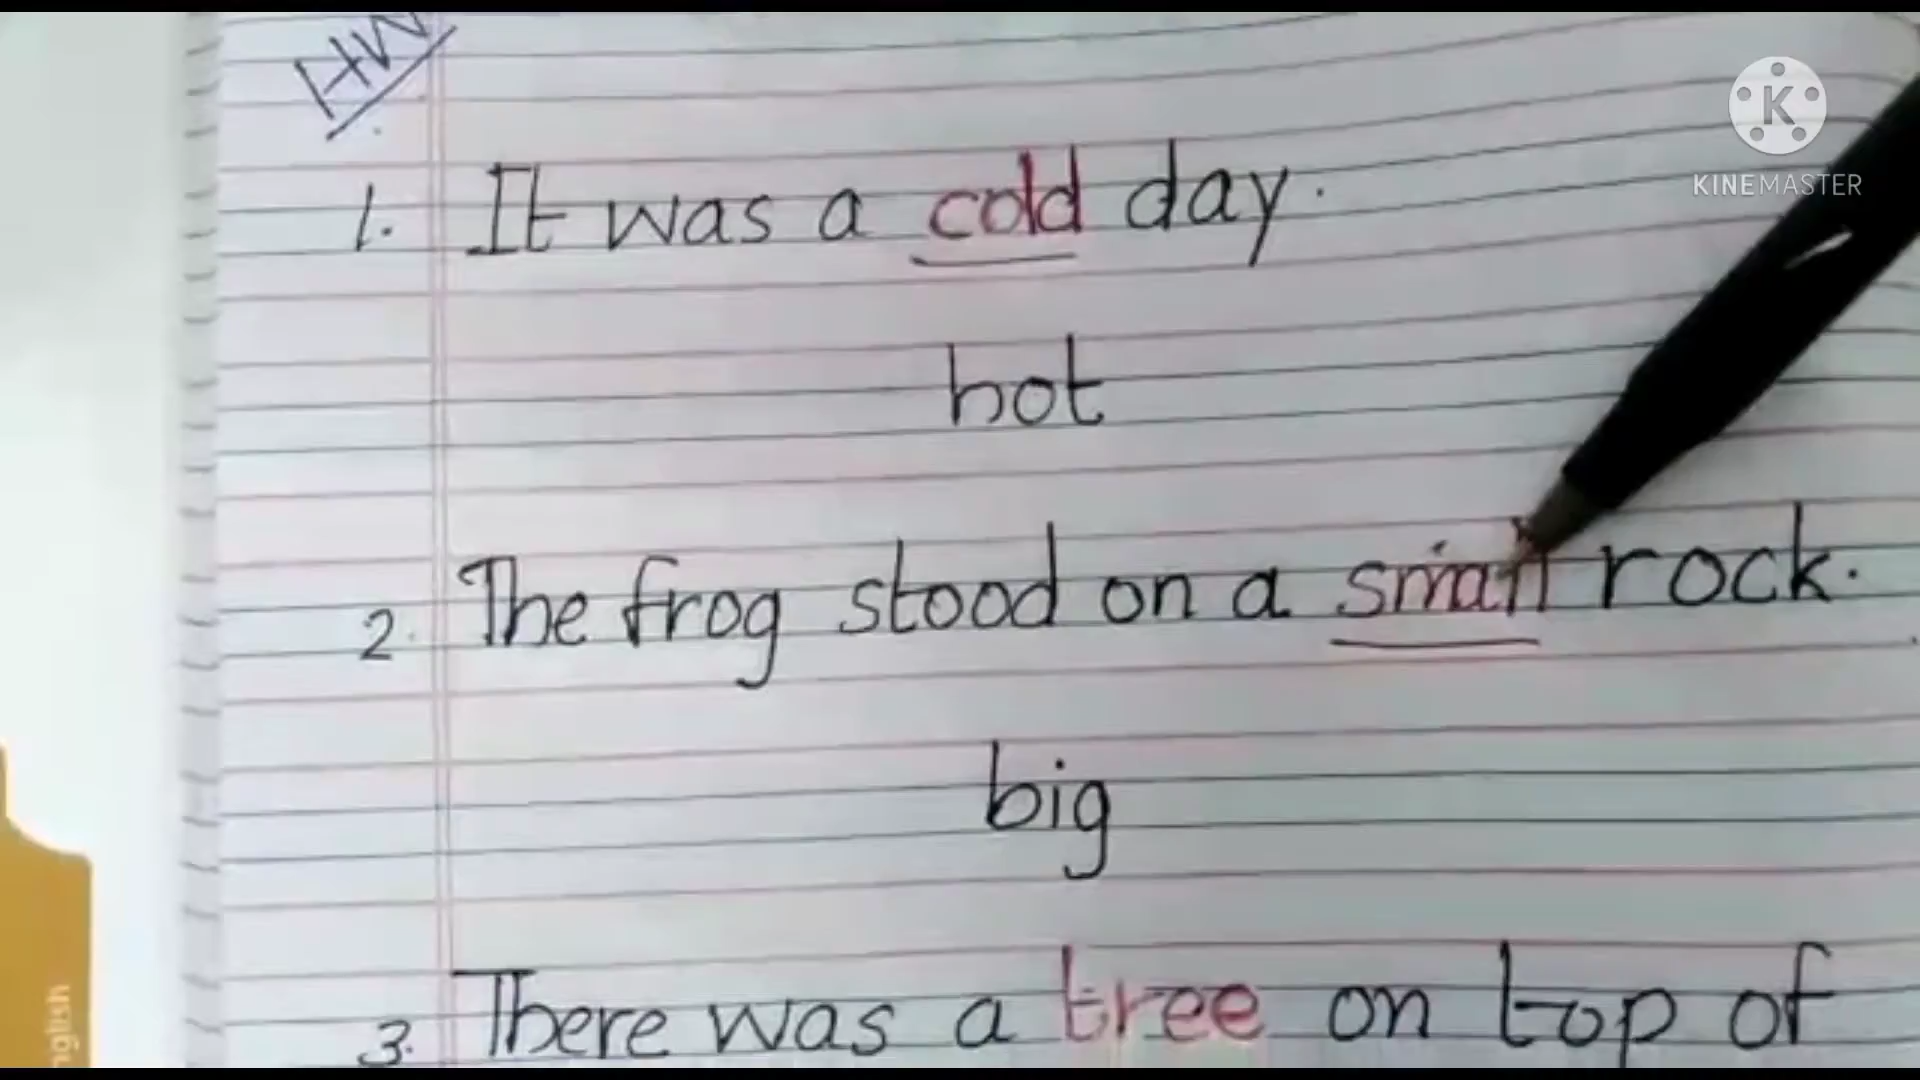 HW
KINEMASTER
1. It was a cold day.
hot
2. The frog stood on a small rock.
big
3. There was a tree on top of
nglish